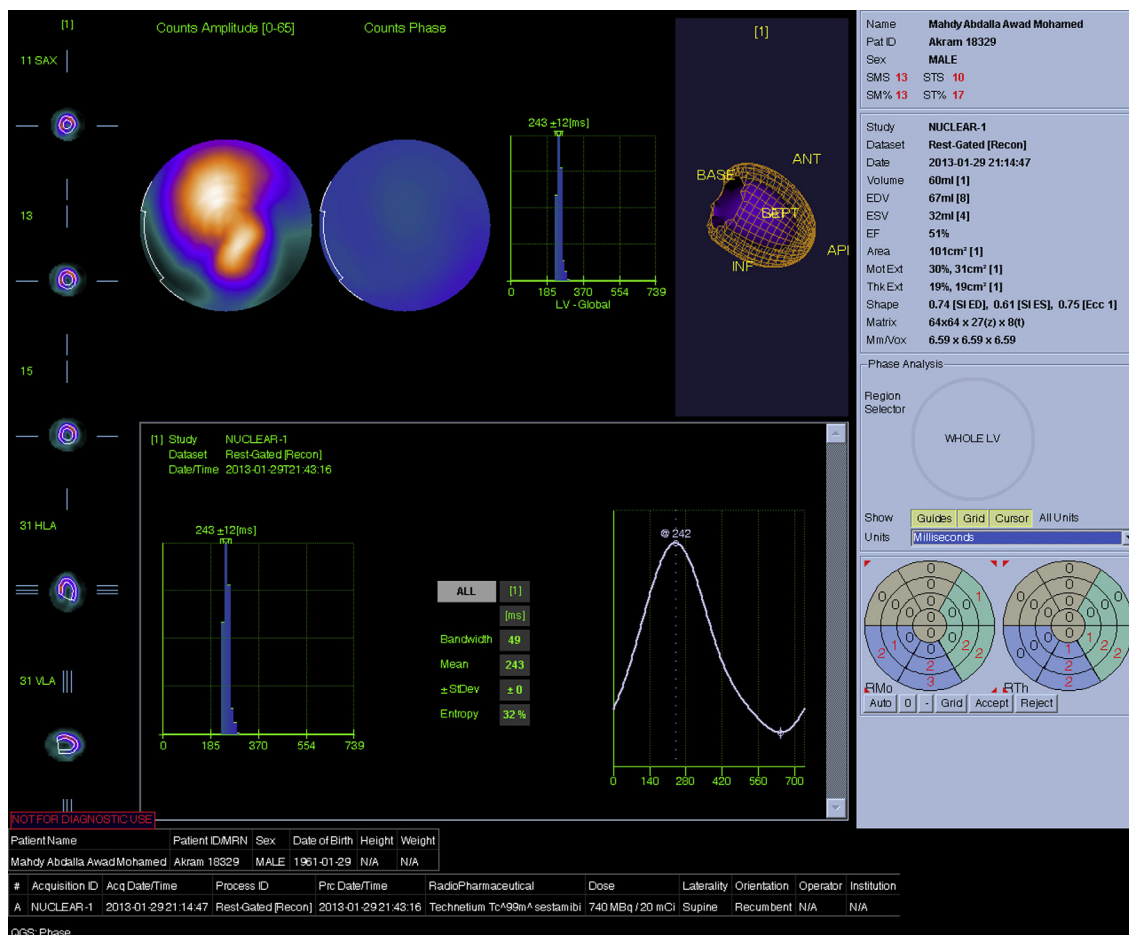 [1]
Counts Amplitude [0-65]
Counts Phase
[1]
11 SAX
13
15
31 HLA
31 VLA
243 ±12[ms]
0 185 370 554 739
LV - Global
ANT
BASE
SEPT
INF
Name Mahdy Abdalla Awad Mohamed
Pat ID Akram 18329
Sex MALE
SMS 13 STS 10
SM% 13 ST% 17
Study NUCLEAR-1
Dataset Rest-Gated [Recon]
Date 2013-01-29 21:14:47
Volume 60ml [1]
EDV 67ml [8]
ESV 32ml [4]
EF 51%
Area 101cm² [1]
Mot Ext 30%, 31cm² [1]
Thk Ext 19%, 19cm² [1]
Shape 0.74 [SI ED], 0.61 [SI ES], 0.75 [Ecc 1]
Matrix 64x64 x 27(z) x 8(t)
Mm/Vox 6.59 x 6.59 x 6.59
Phase Analysis
Region
Selector
WHOLE LV
Show Guides Grid Cursor All Units
Units Milliseconds
RMo
RTh
Auto 0 - Grid Accept Reject
[1] Study NUCLEAR-1
Dataset Rest-Gated [Recon]
Date/Time 2013-01-29T21:43:16
243 ±12[ms]
0 185 370 554 739
ALL [1]
[ms]
Bandwidth 49
Mean 243
±StDev ± 0
Entropy 32 %
@ 242
0 140 280 420 560 700
NOT FOR DIAGNOSTIC USE
Patient Name Patient ID/MRN Sex Date of Birth Height Weight
Mahdy Abdalla Awad Mohamed Akram 18329 MALE 1961-01-29 N/A N/A
# Acquisition ID Acq Date/Time Process ID Prc Date/Time RadioPharmaceutical Dose Laterality Orientation Operator Institution
A NUCLEAR-1 2013-01-29 21:14:47 Rest-Gated [Recon] 2013-01-29 21:43:16 Technetium Tc^99m^ sestamibi 740 MBq / 20 mCi Supine Recumbent N/A N/A
QGS: Phase